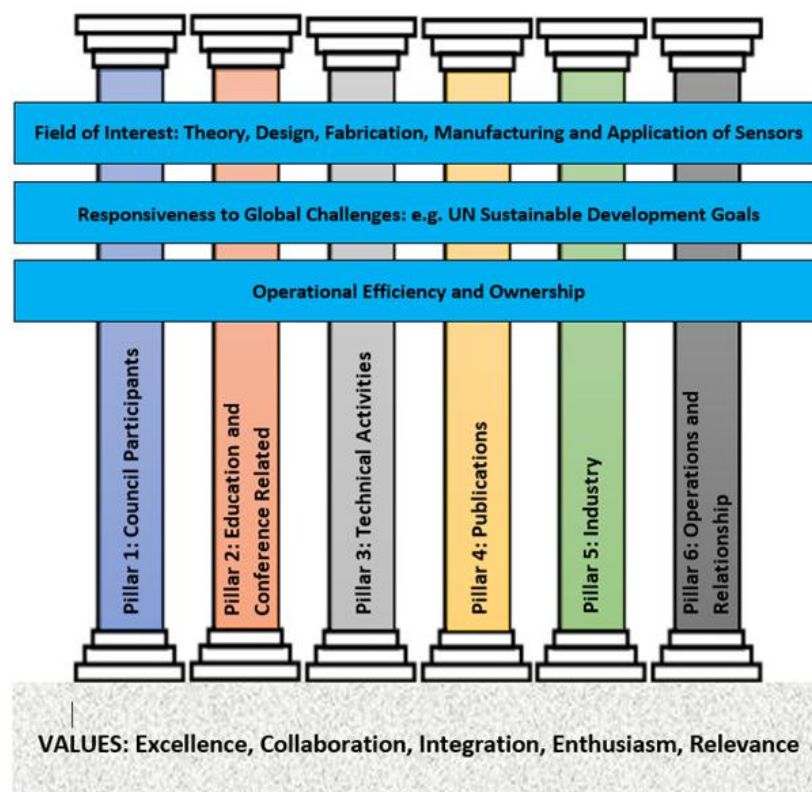 Field of Interest: Theory, Design, Fabrication, Manufacturing and Application of Sensors
Responsiveness to Global Challenges: e.g. UN Sustainable Development Goals
Operational Efficiency and Ownership
Pillar 1: Council Participants
Pillar 2: Education and
Conference Related
Pillar 3: Technical Activities
Pillar 4: Publications
Pillar 5: Industry
Pillar 6: Operations and
Relationship
VALUES: Excellence, Collaboration, Integration, Enthusiasm, Relevance